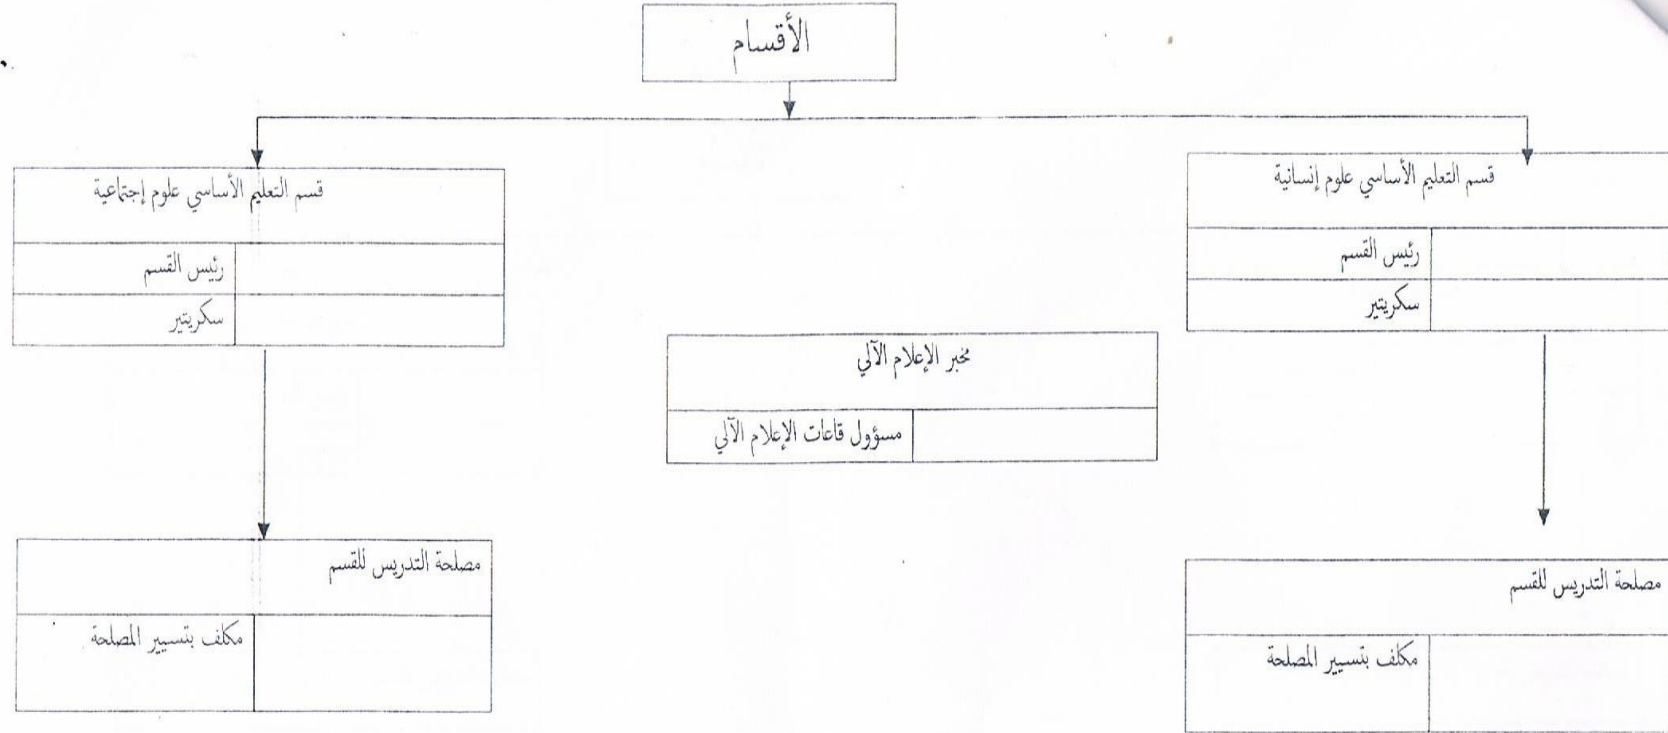 الأقسام
قسم التعليم الأساسي علوم إنسانية
رئيس القسم
سكريتير
قسم التعليم الأساسي علوم إجتماعية
رئيس القسم
سكريتير
مخبر الإعلام الآلي
مسؤول قاعات الإعلام الآلي
مصلحة التدريس للقسم
مكلف بتسيير المصلحة
مصلحة التدريس للقسم
مكلف بتسيير المصلحة